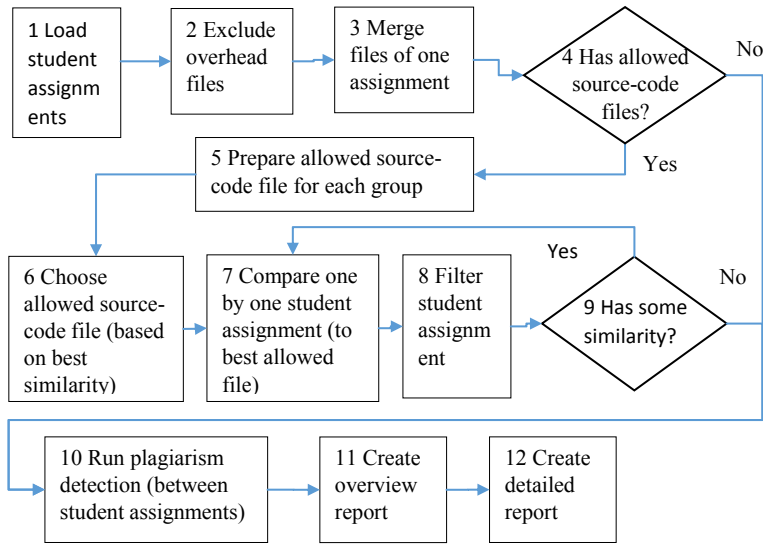 1 Load
student
assignm
ents
2 Exclude
overhead
files
3 Merge
files of one
assignment
4 Has allowed
source-code
files?
No
Yes
5 Prepare allowed source-
code file for each group
6 Choose
allowed source-
code file (based
on best
similarity)
7 Compare one
by one student
assignment (to
best allowed
file)
8 Filter
student
assignm
ent
Yes
9 Has some
similarity?
No
10 Run plagiarism
detection (between
student assignments)
11 Create
overview
report
12 Create
detailed
report